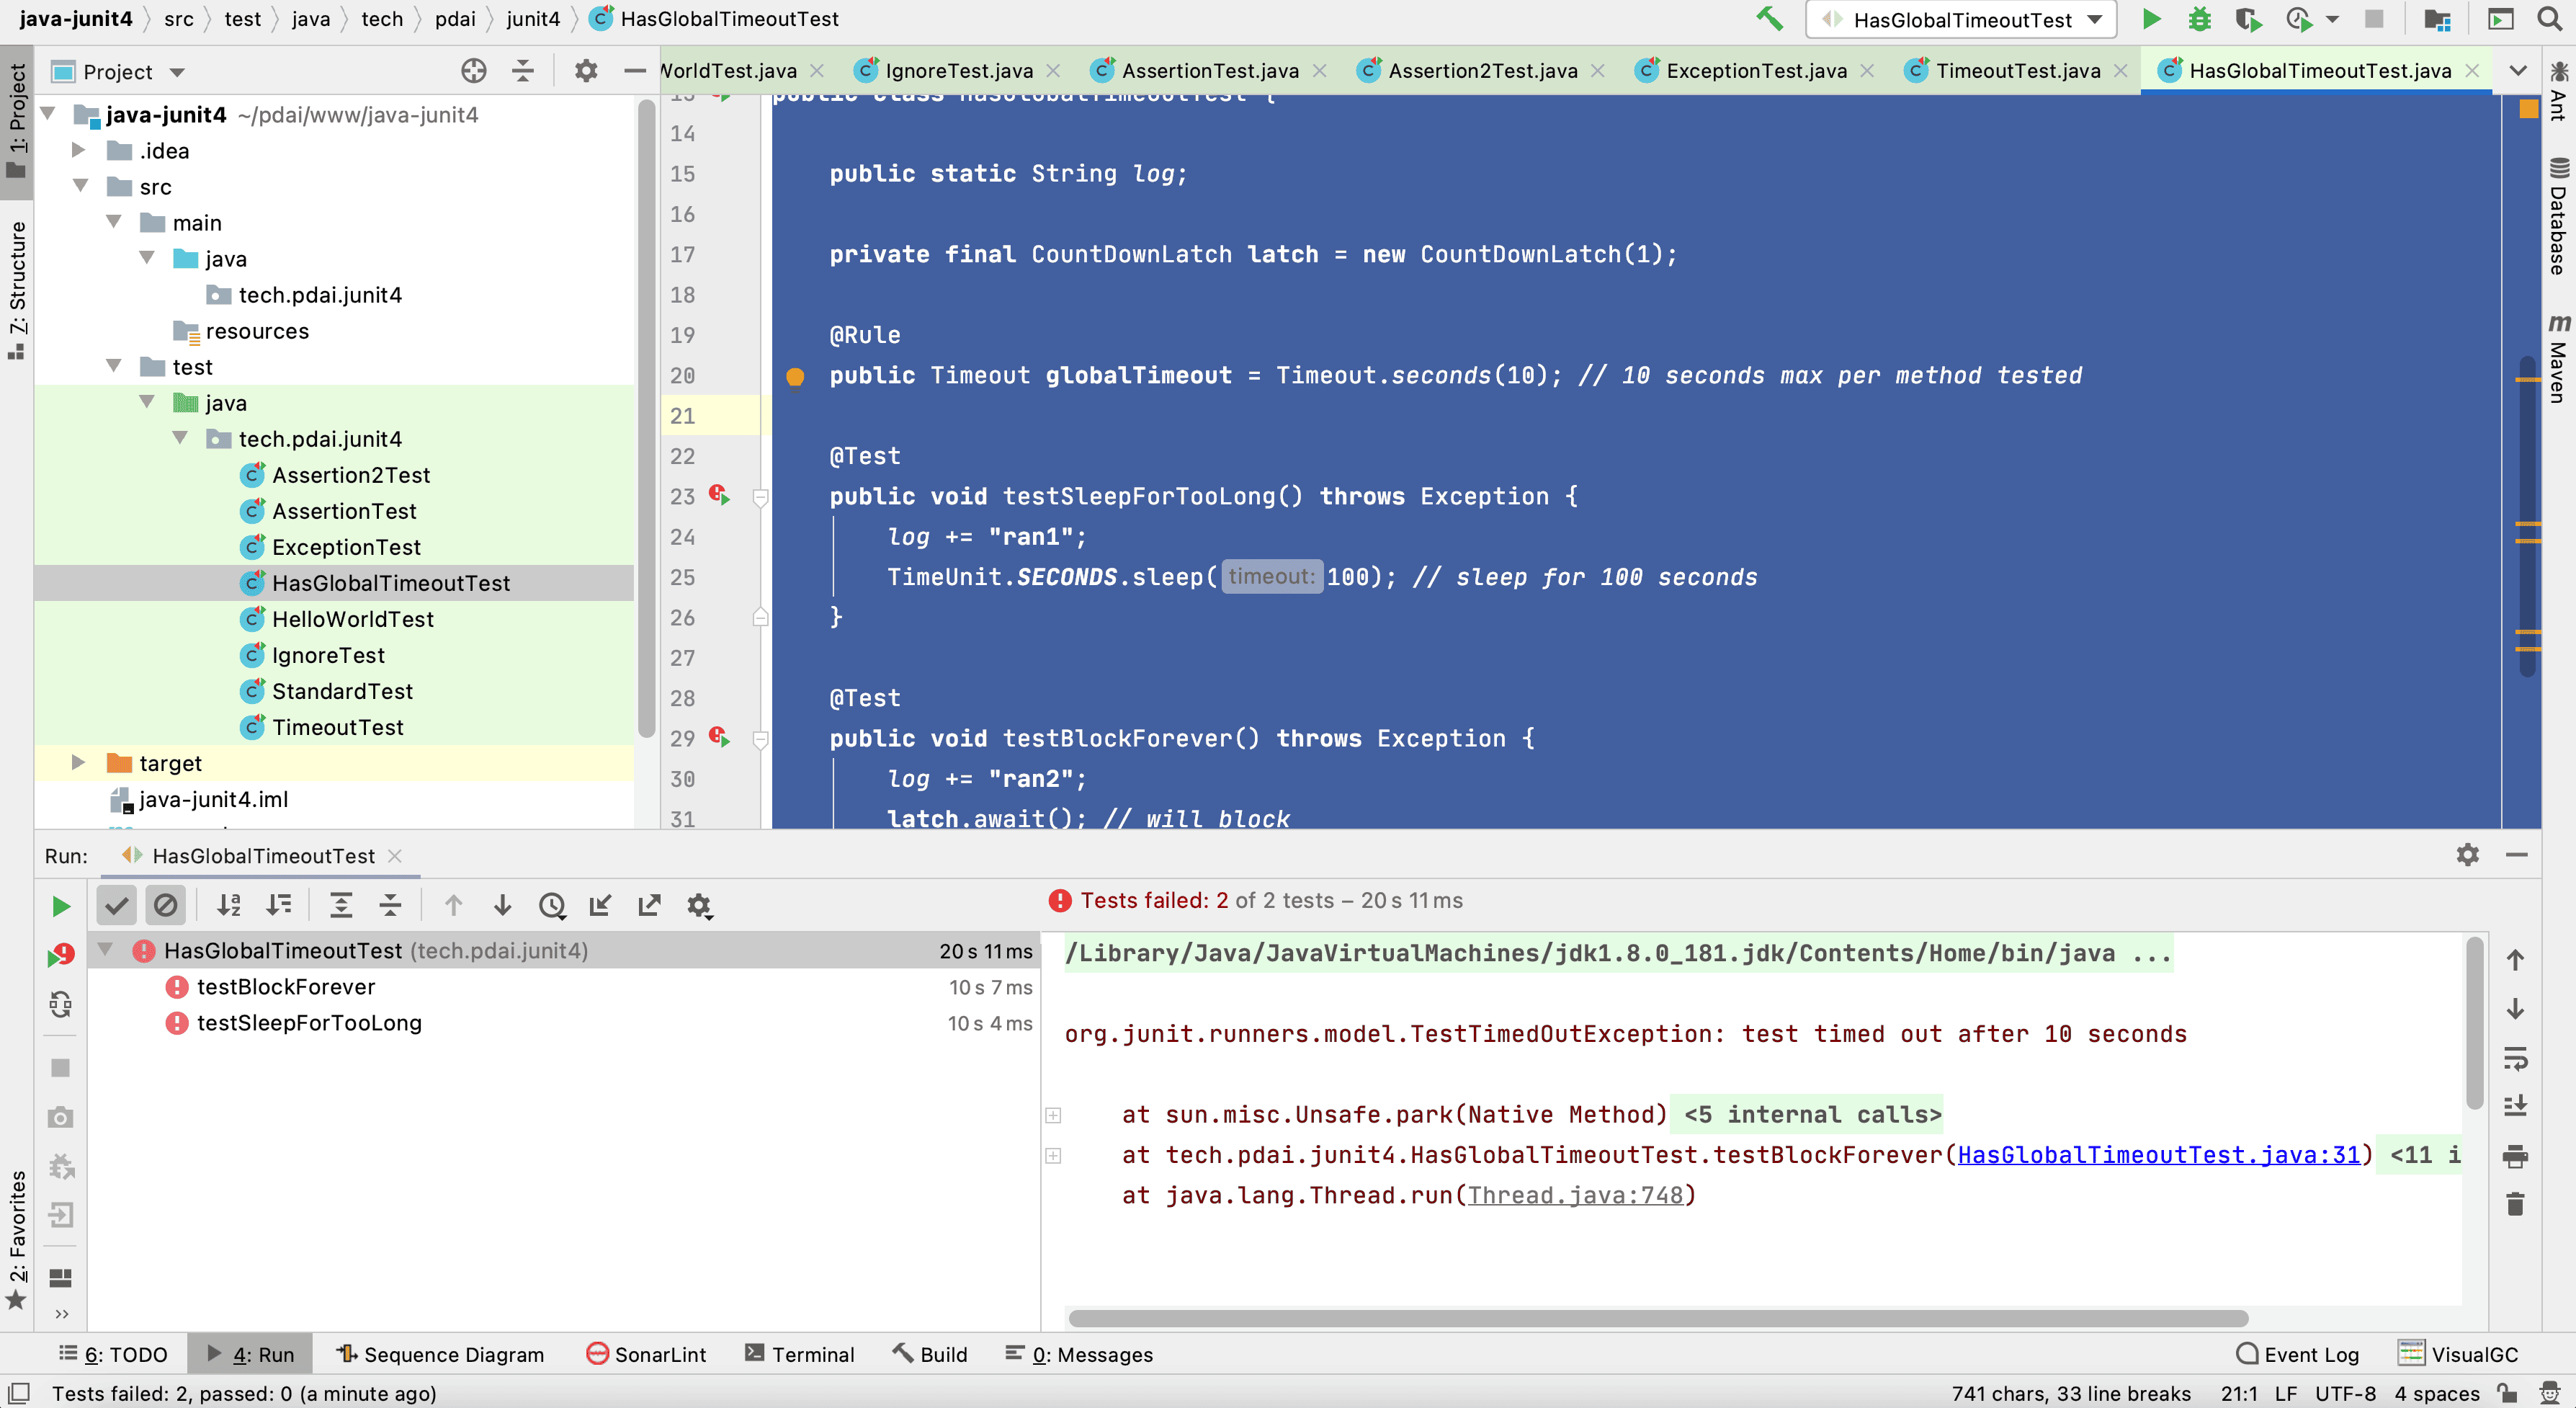 java-junit4 src test java tech pdai junit4 HasGlobalTimeoutTest HasGlobalTimeoutTest
1: Project
7: Structure
2: Favorites
Project
WorldTest.java IgnoreTest.java AssertionTest.java Assertion2Test.java ExceptionTest.java TimeoutTest.java HasGlobalTimeoutTest.java
Ant
Database
Maven
java-junit4 ~/pdai/www/java-junit4
.idea
src
main
java
tech.pdai.junit4
resources
test
java
tech.pdai.junit4
Assertion2Test
AssertionTest
ExceptionTest
HasGlobalTimeoutTest
HelloWorldTest
IgnoreTest
StandardTest
TimeoutTest
target
java-junit4.iml
13 public class HasGlobalTimeoutTest {
14
15 public static String log;
16
17 private final CountDownLatch latch = new CountDownLatch(1);
18
19 @Rule
20 public Timeout globalTimeout = Timeout.seconds(10); // 10 seconds max per method tested
21
22 @Test
23 public void testSleepForTooLong() throws Exception {
24 log += "ran1";
25 TimeUnit.SECONDS.sleep( timeout: 100); // sleep for 100 seconds
26 }
27
28 @Test
29 public void testBlockForever() throws Exception {
30 log += "ran2";
31 latch.await(); // will block
Run: HasGlobalTimeoutTest
Tests failed: 2 of 2 tests – 20 s 11 ms
HasGlobalTimeoutTest (tech.pdai.junit4) 20 s 11 ms
testBlockForever 10 s 7 ms
testSleepForTooLong 10 s 4 ms
/Library/Java/JavaVirtualMachines/jdk1.8.0_181.jdk/Contents/Home/bin/java ...
org.junit.runners.model.TestTimedOutException: test timed out after 10 seconds
at sun.misc.Unsafe.park(Native Method) <5 internal calls>
at tech.pdai.junit4.HasGlobalTimeoutTest.testBlockForever(HasGlobalTimeoutTest.java:31) <11 i
at java.lang.Thread.run(Thread.java:748)
6: TODO 4: Run Sequence Diagram SonarLint Terminal Build 0: Messages Event Log VisualGC
Tests failed: 2, passed: 0 (a minute ago) 741 chars, 33 line breaks 21:1 LF UTF-8 4 spaces